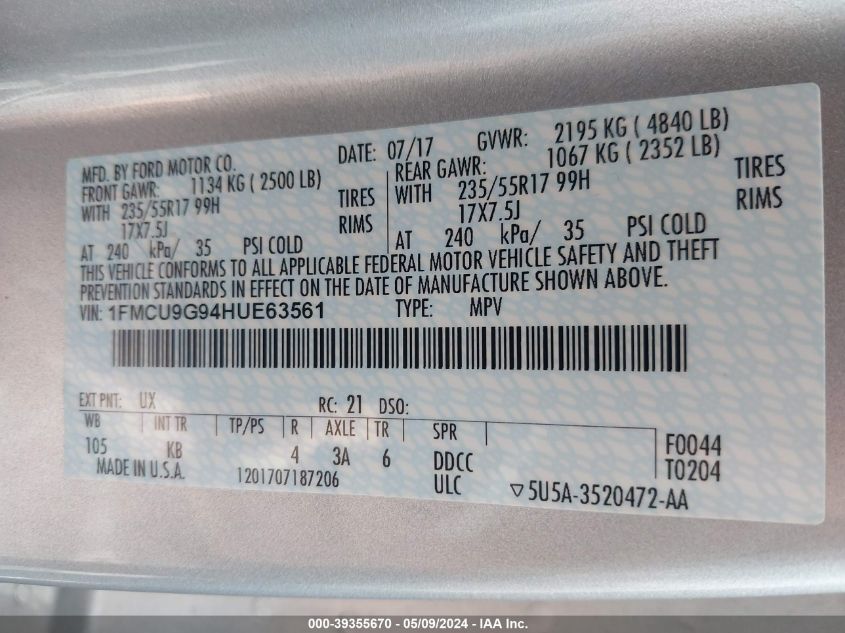 MFD. BY FORD MOTOR CO.
DATE: 07/17 GVWR: 2195 KG ( 4840 LB)
FRONT GAWR: 1134 KG ( 2500 LB)
WITH 235/55R17 99H TIRES
17X7.5J RIMS
AT 240 kPa/ 35 PSI COLD
REAR GAWR: 1067 KG ( 2352 LB)
WITH 235/55R17 99H TIRES
17X7.5J RIMS
AT 240 kPa/ 35 PSI COLD
THIS VEHICLE CONFORMS TO ALL APPLICABLE FEDERAL MOTOR VEHICLE SAFETY AND THEFT
PREVENTION STANDARDS IN EFFECT ON THE DATE OF MANUFACTURE SHOWN ABOVE.
VIN: 1FMCU9G94HUE63561 TYPE: MPV
EXT PNT: UX RC: 21 DSO:
WB INT TR TP/PS R AXLE TR SPR
105 KB 4 3A 6 DDCC
F0044
T0204
MADE IN U.S.A. 1201707187206 ULC ▽5U5A-3520472-AA
000-39355670 - 05/09/2024 - IAA Inc.